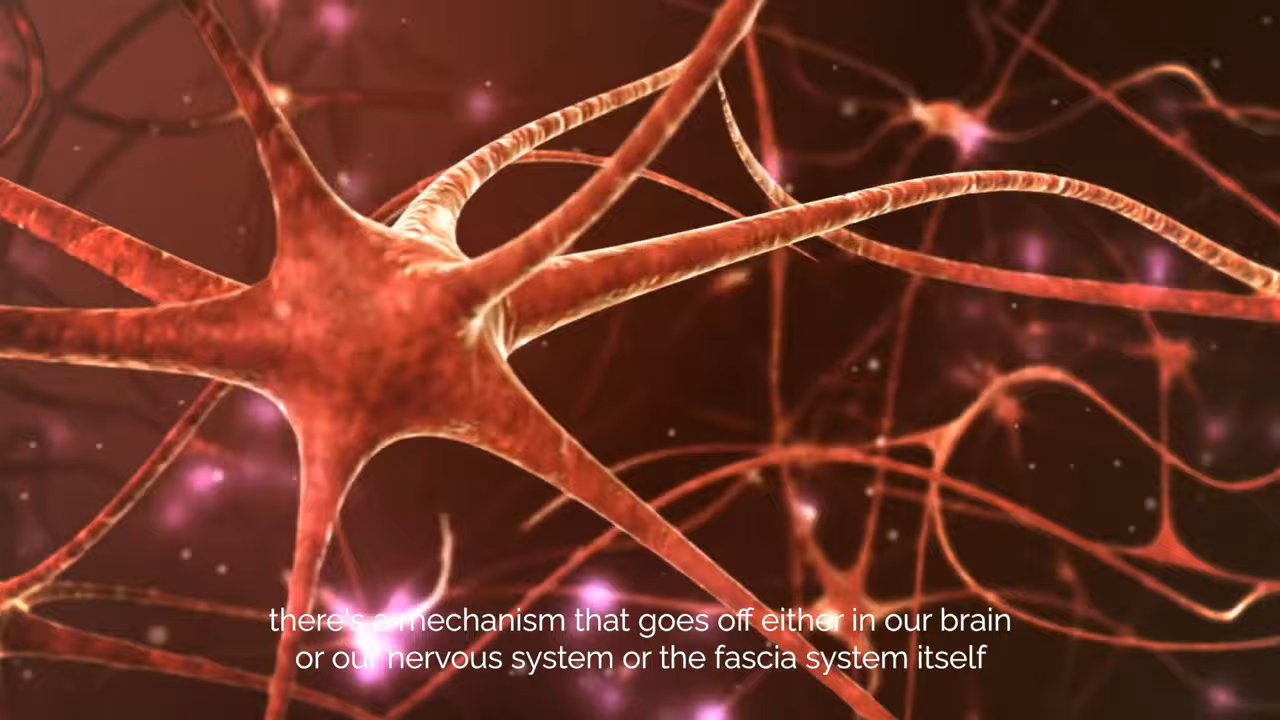 there's a mechanism that goes off either in our brain
or our nervous system or the fascia system itself